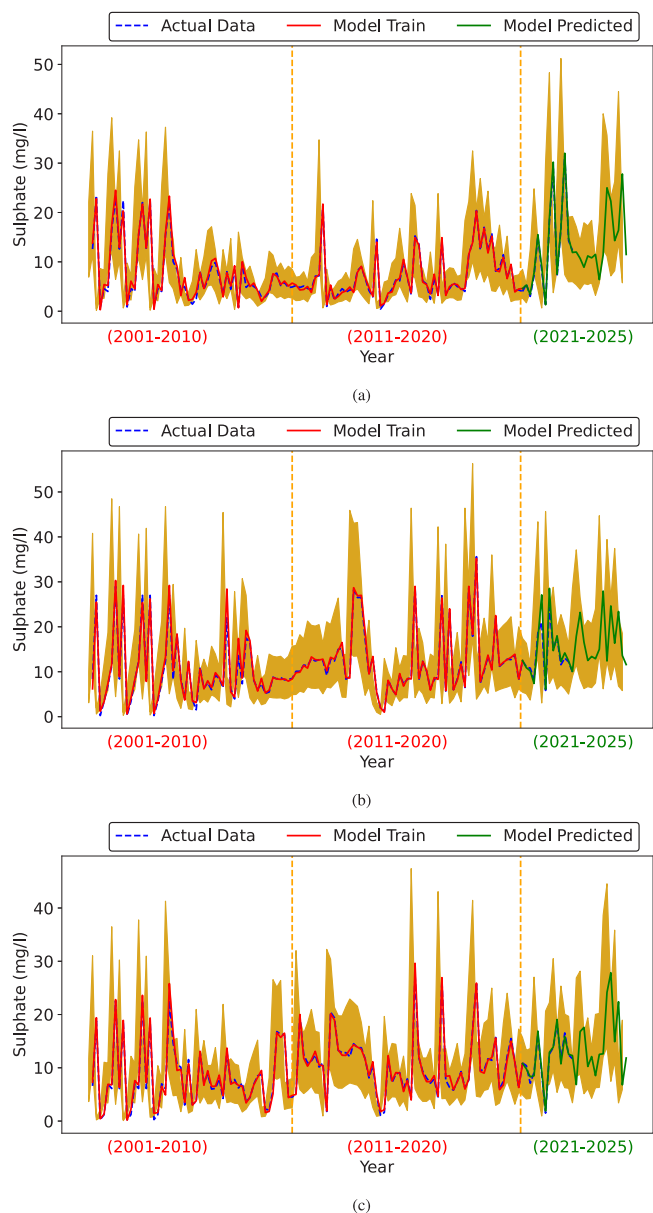 Actual Data Model Train Model Predicted
50
40
30
20
10
0
Sulphate (mg/l)
(2001-2010) (2011-2020) (2021-2025)
Year
(a)
Actual Data Model Train Model Predicted
50
40
30
20
10
0
Sulphate (mg/l)
(2001-2010) (2011-2020) (2021-2025)
Year
(b)
Actual Data Model Train Model Predicted
40
30
20
10
0
Sulphate (mg/l)
(2001-2010) (2011-2020) (2021-2025)
Year
(c)